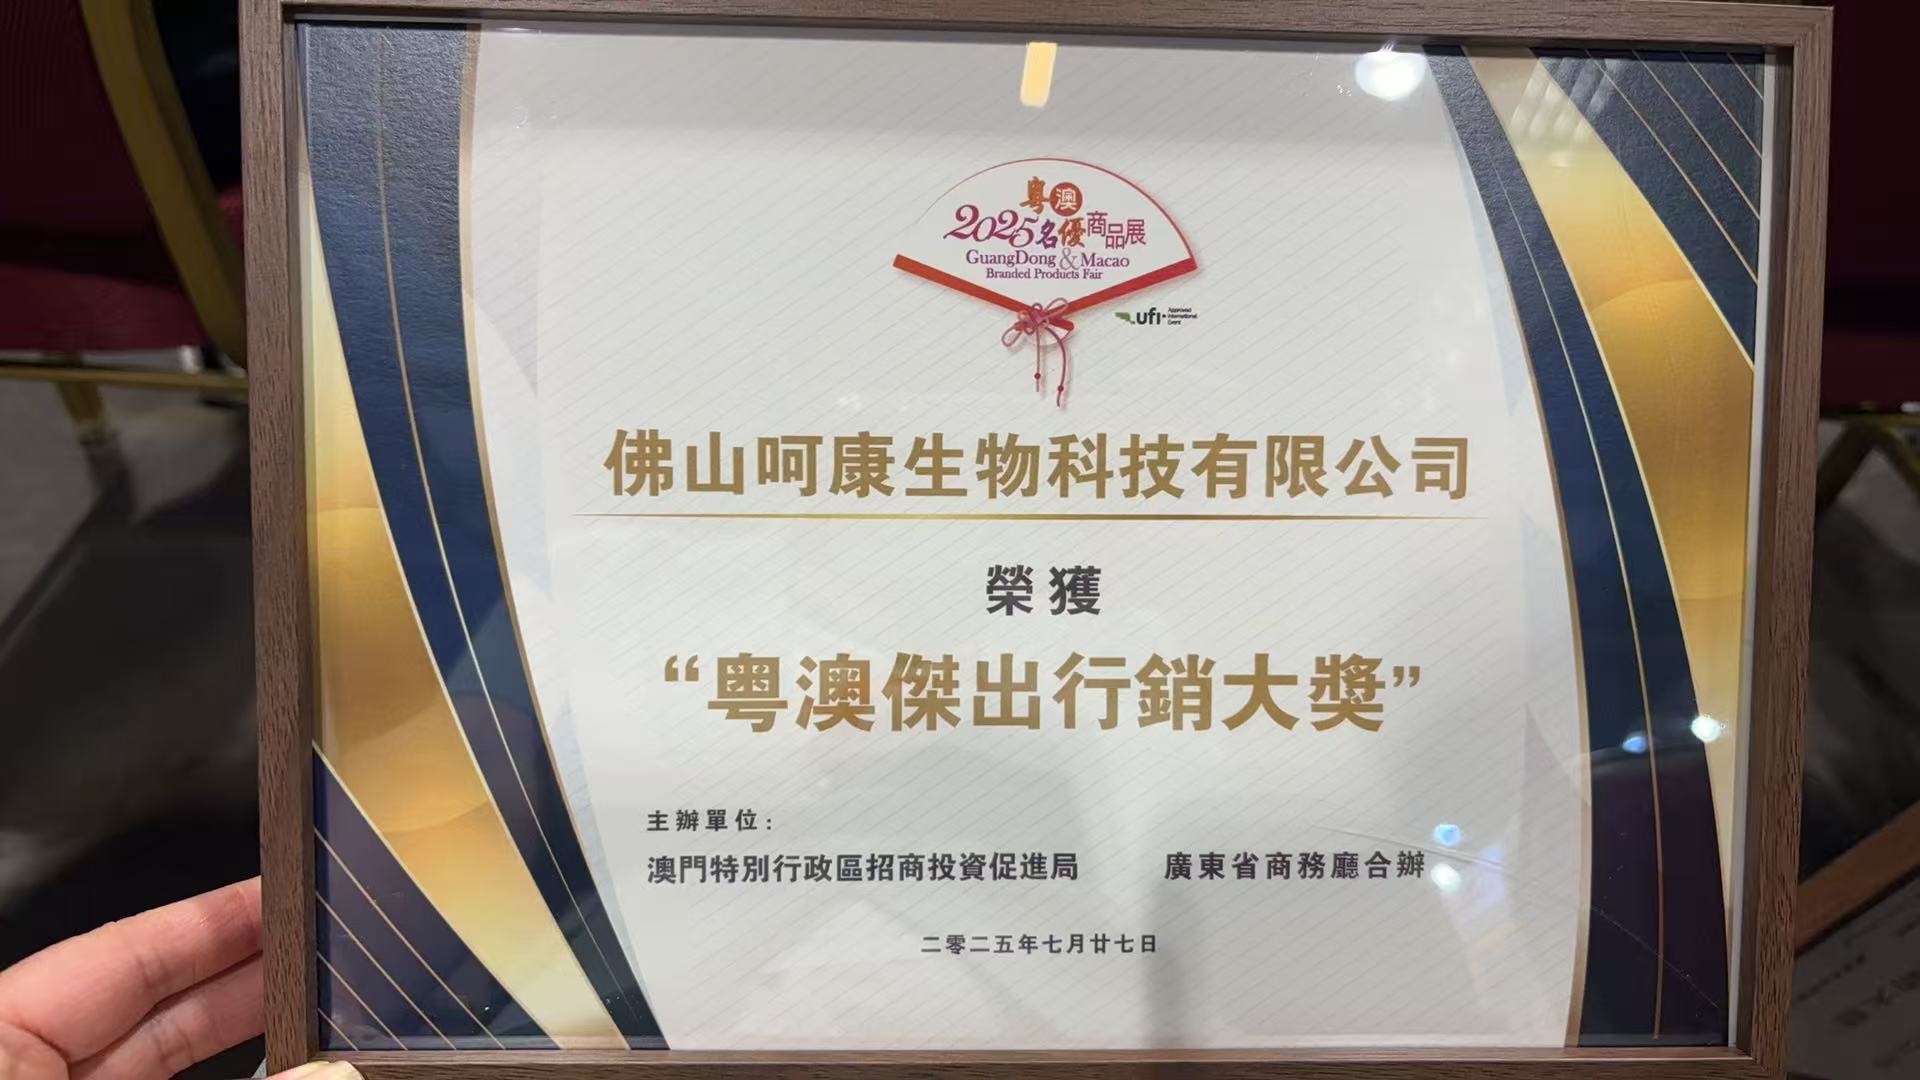 粵澳
2025名優商品展
GuangDong & Macao
Branded Products Fair
ufi Approved International Event
佛山呵康生物科技有限公司
榮獲
“粵澳傑出行銷大獎”
主辦單位：
澳門特別行政區招商投資促進局 廣東省商務廳合辦
二零二五年七月廿七日